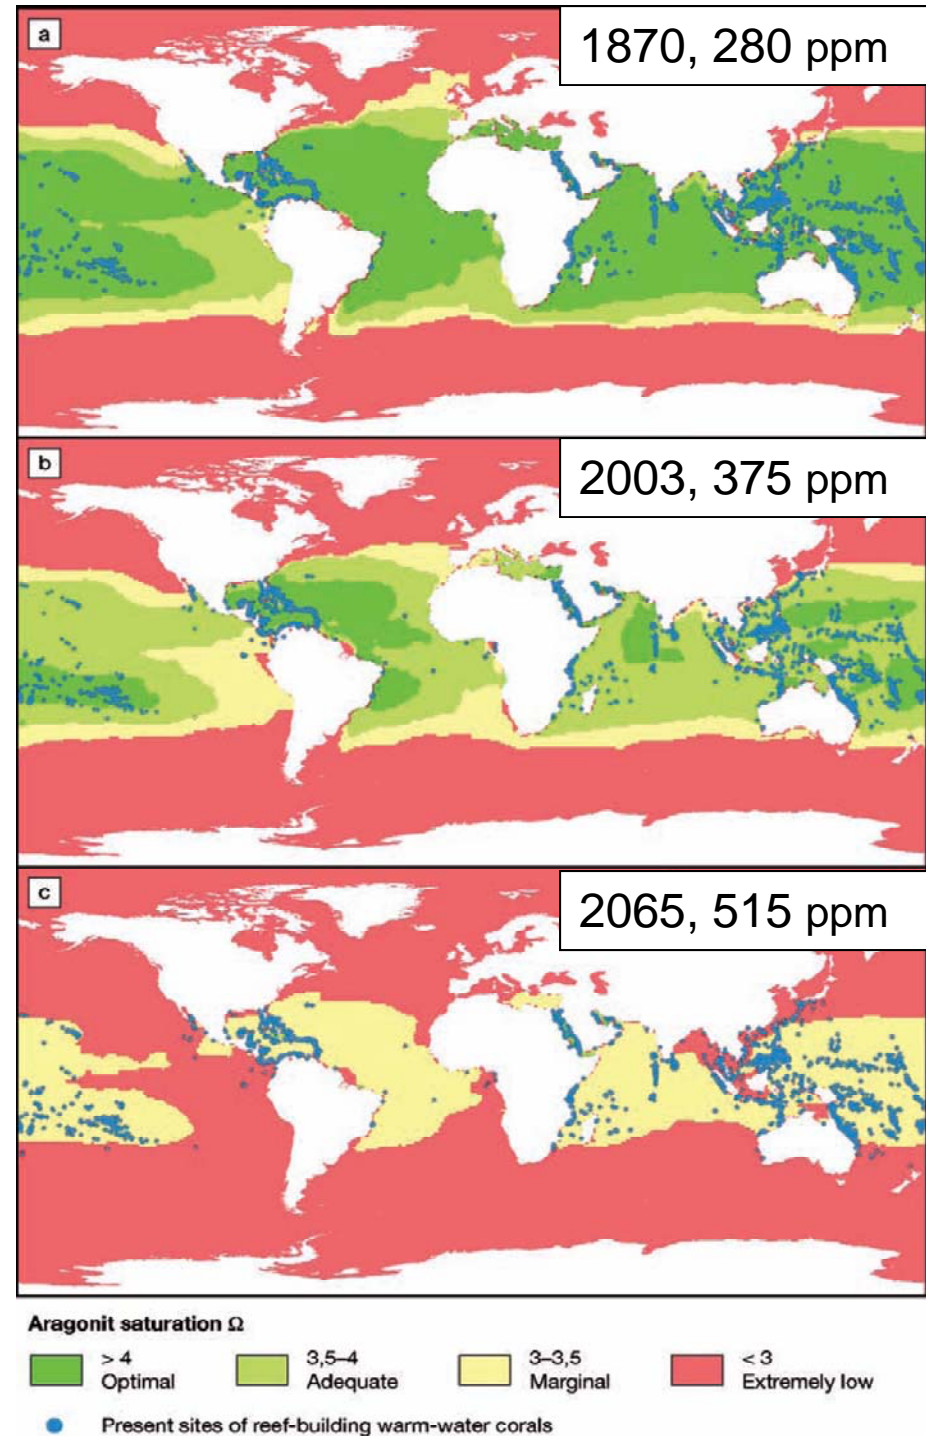 a
1870, 280 ppm
b
2003, 375 ppm
c
2065, 515 ppm
Aragonit saturation Ω
> 4
Optimal
3,5–4
Adequate
3–3,5
Marginal
< 3
Extremely low
Present sites of reef-building warm-water corals